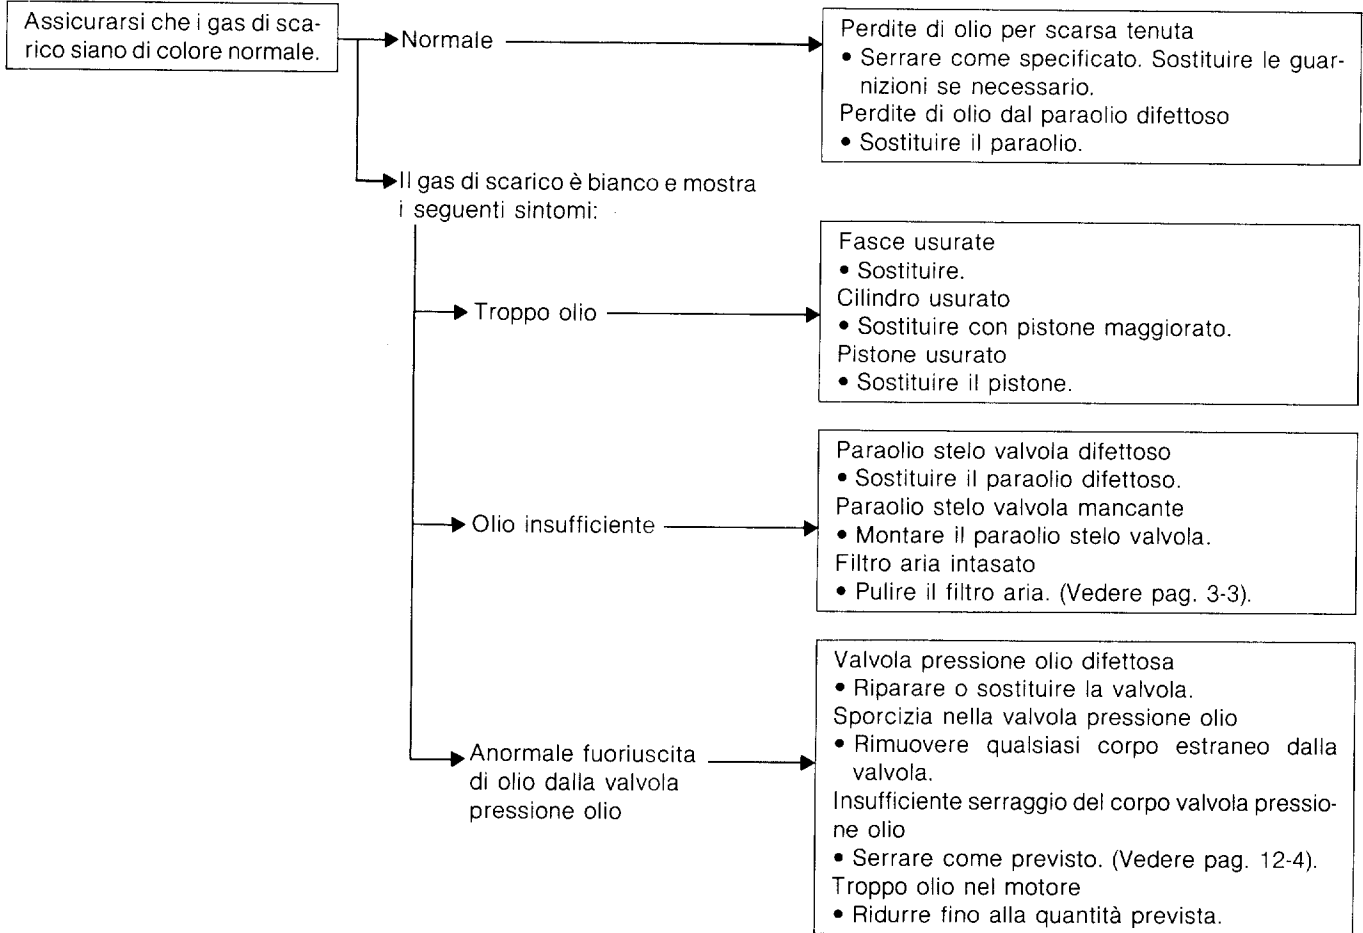 Assicurarsi che i gas di sca-
rico siano di colore normale.
Normale
Perdite di olio per scarsa tenuta
• Serrare come specificato. Sostituire le guar-
nizioni se necessario.
Perdite di olio dal paraolio difettoso
• Sostituire il paraolio.
Il gas di scarico è bianco e mostra
i seguenti sintomi:
Troppo olio
Fasce usurate
• Sostituire.
Cilindro usurato
• Sostituire con pistone maggiorato.
Pistone usurato
• Sostituire il pistone.
Olio insufficiente
Paraolio stelo valvola difettoso
• Sostituire il paraolio difettoso.
Paraolio stelo valvola mancante
• Montare il paraolio stelo valvola.
Filtro aria intasato
• Pulire il filtro aria. (Vedere pag. 3-3).
Anormale fuoriuscita
di olio dalla valvola
pressione olio
Valvola pressione olio difettosa
• Riparare o sostituire la valvola.
Sporcizia nella valvola pressione olio
• Rimuovere qualsiasi corpo estraneo dalla
valvola.
Insufficiente serraggio del corpo valvola pressio-
ne olio
• Serrare come previsto. (Vedere pag. 12-4).
Troppo olio nel motore
• Ridurre fino alla quantità prevista.